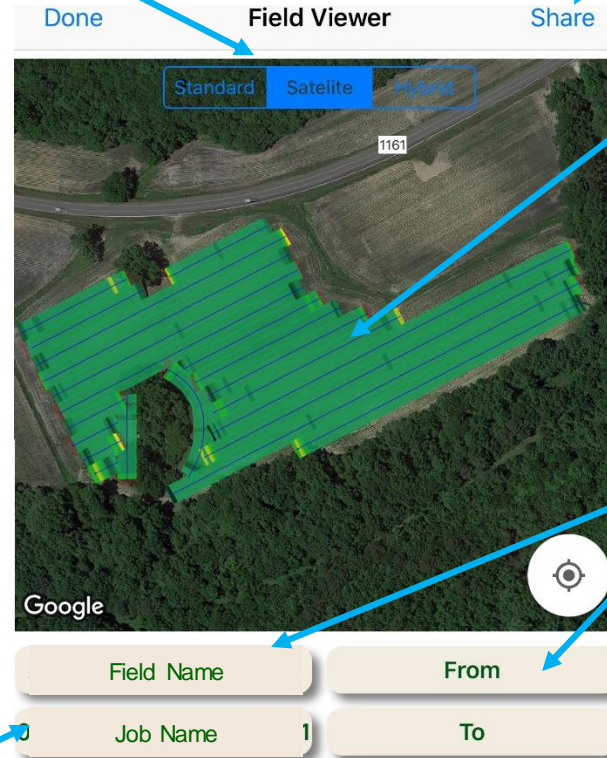 Done Field Viewer Share
Standard Satelite Hybrid
1161
Google
Field Name From
Job Name To